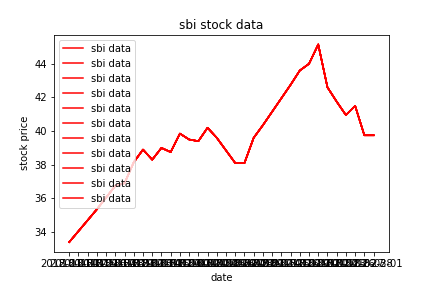 sbi stock data
sbi data
sbi data
sbi data
sbi data
sbi data
sbi data
sbi data
sbi data
sbi data
sbi data
sbi data
44
42
40
38
36
34
stock price
date